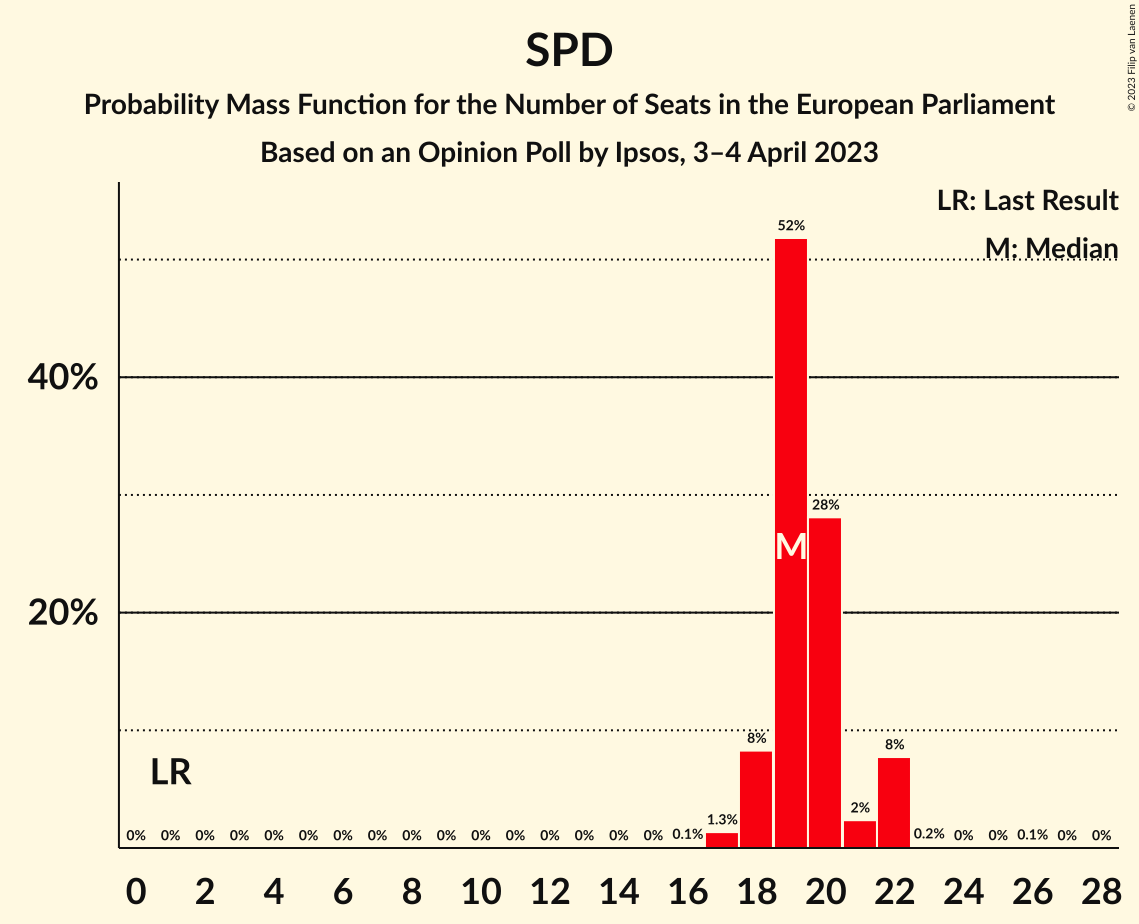 SPD
Probability Mass Function for the Number of Seats in the European Parliament
Based on an Opinion Poll by Ipsos, 3–4 April 2023
© 2023 Filip van Laenen
LR: Last Result
M: Median
52%
40%
28%
M
20%
8%
8%
LR
2%
1.3%
0% 0% 0% 0% 0% 0% 0% 0% 0% 0% 0% 0% 0% 0% 0% 0% 0.1% 0.2% 0% 0% 0.1% 0% 0%
0 2 4 6 8 10 12 14 16 18 20 22 24 26 28